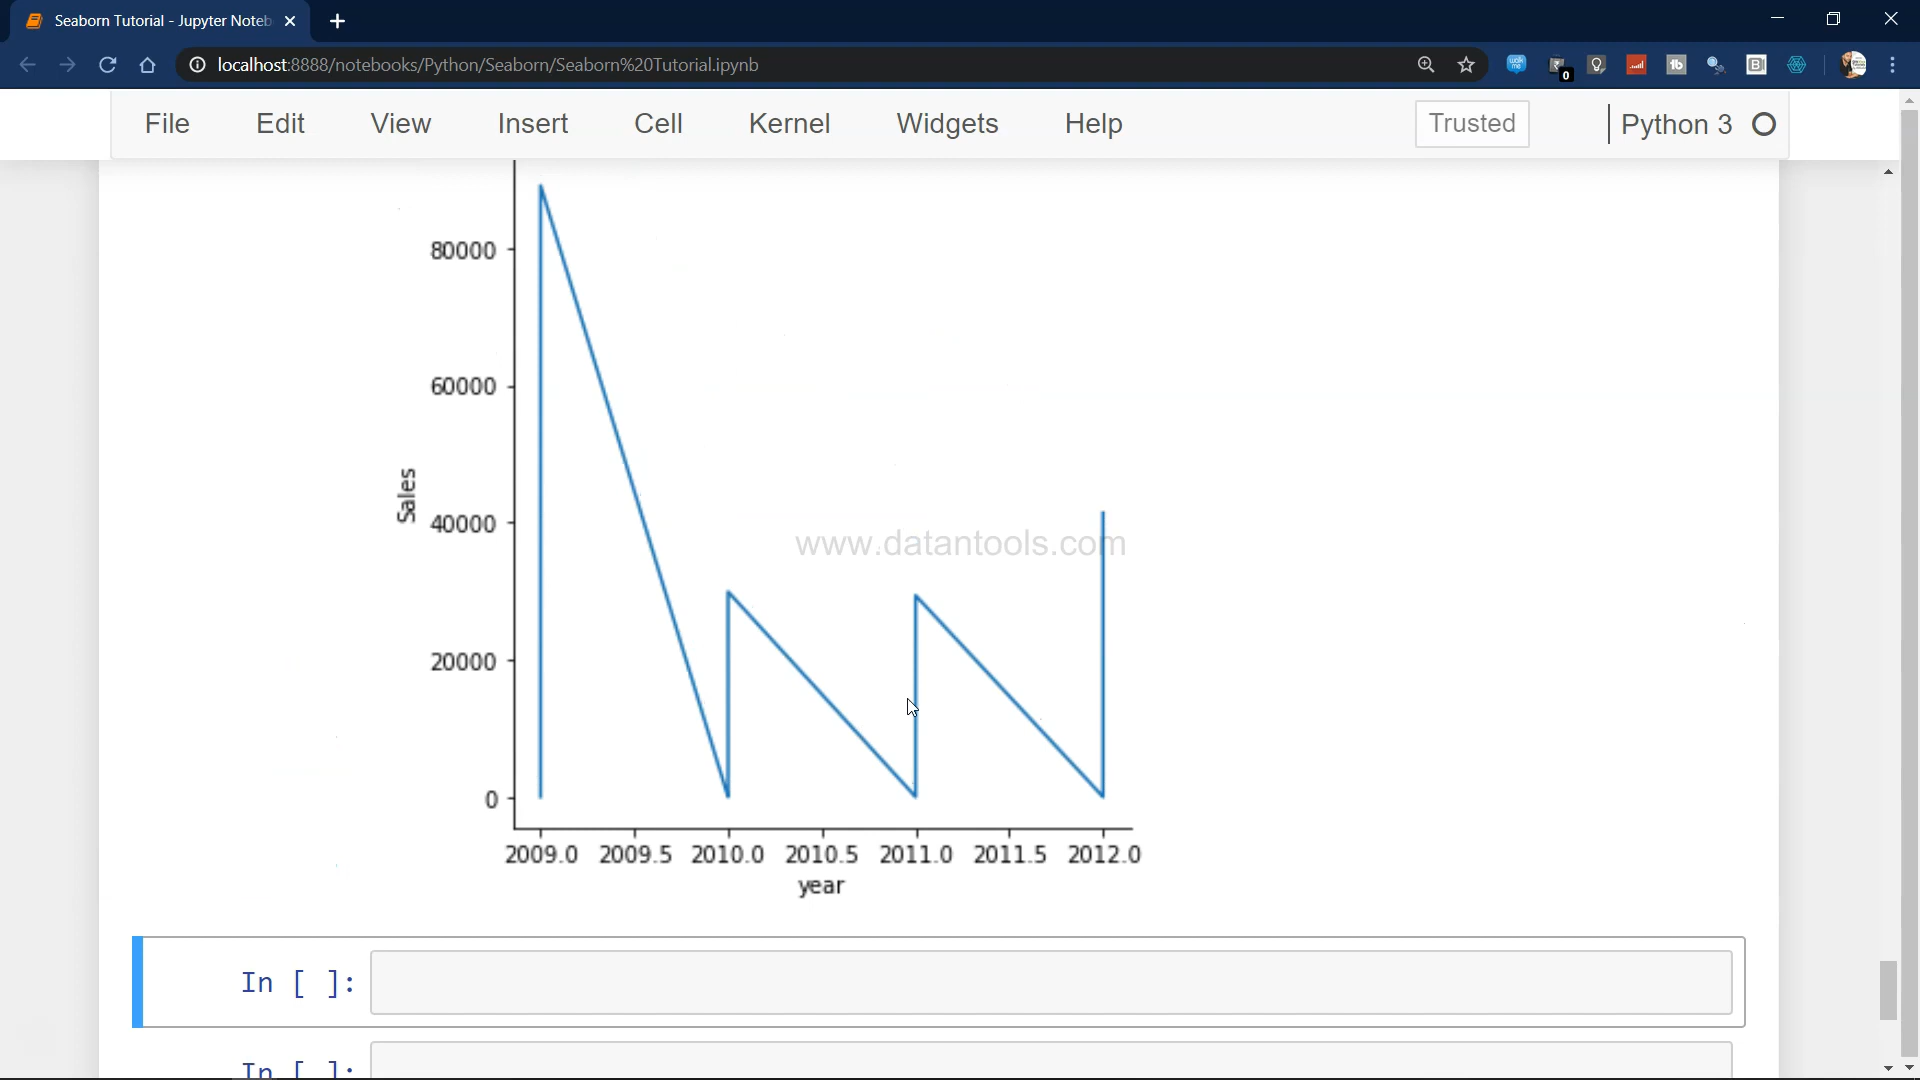 Seaborn Tutorial - Jupyter Noteb
localhost:8888/notebooks/Python/Seaborn/Seaborn%20Tutorial.ipynb
0
File Edit View Insert Cell Kernel Widgets Help Trusted Python 3
80000
60000
Sales
40000
www.datantools.com
20000
0
2009.0 2009.5 2010.0 2010.5 2011.0 2011.5 2012.0
year
In [ ]:
In [ ]: